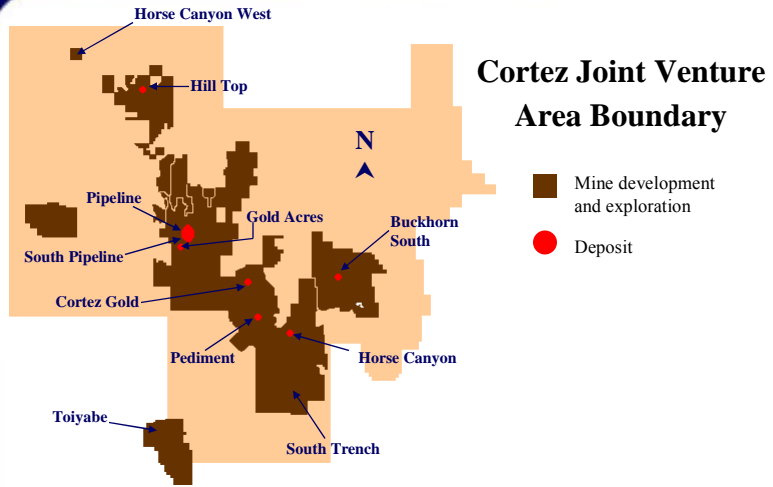 Horse Canyon West
Hill Top
Cortez Joint Venture
Area Boundary
N
Mine development
and exploration
Deposit
Pipeline
Gold Acres
Buckhorn
South
South Pipeline
Cortez Gold
Pediment
Horse Canyon
Toiyabe
South Trench